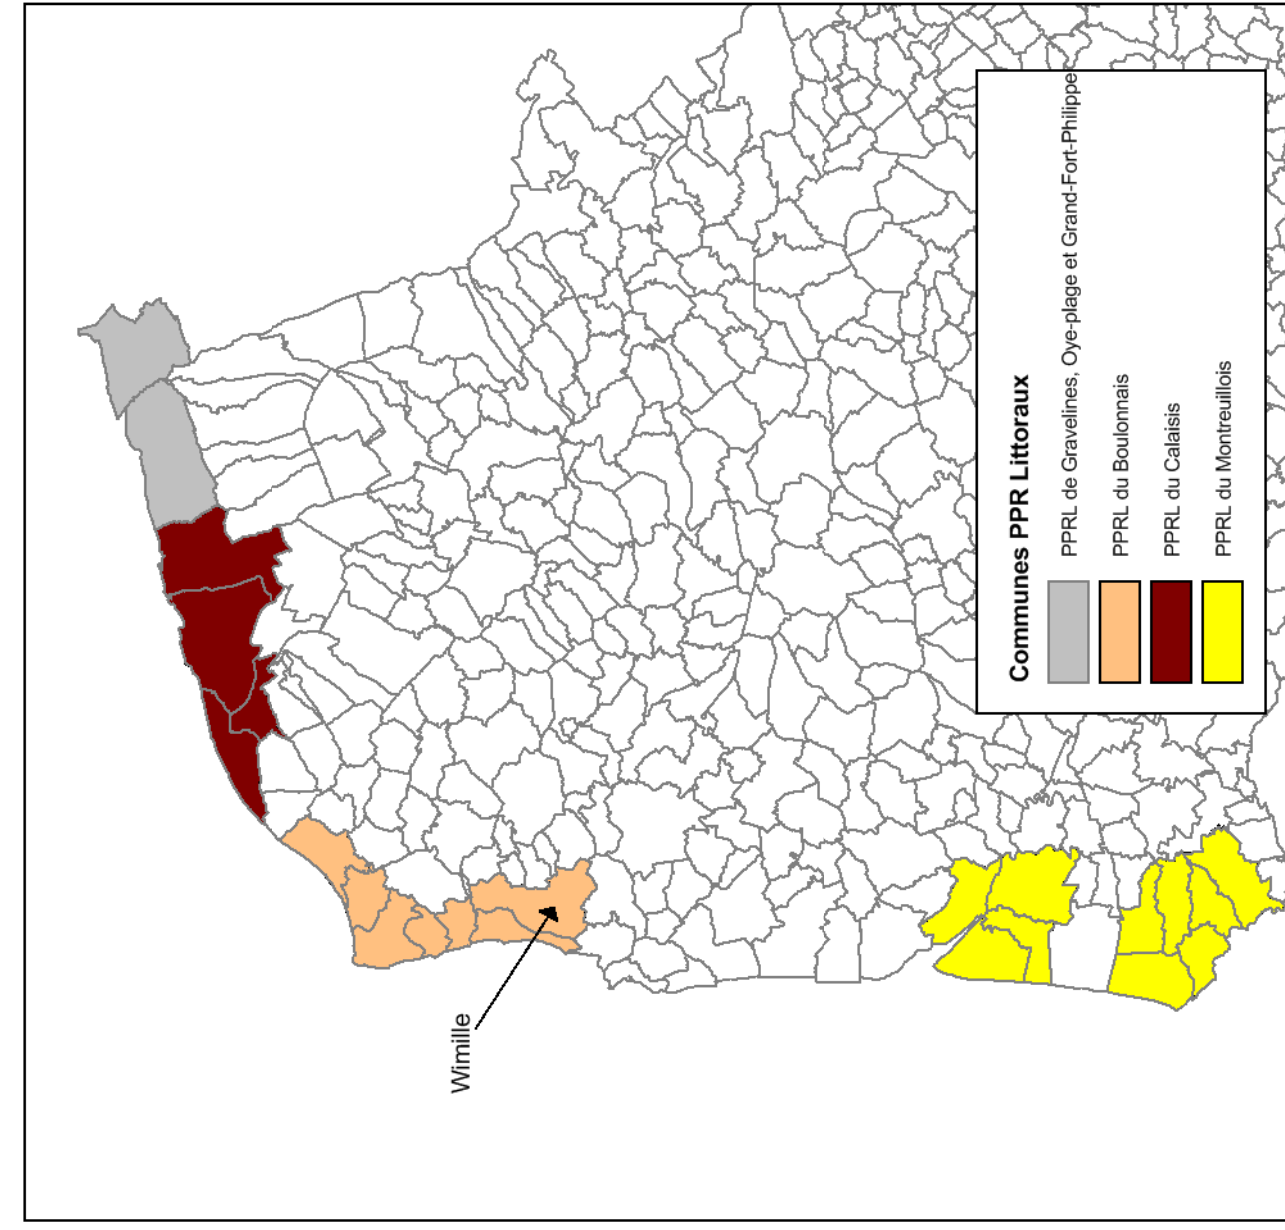 Wimille
Communes PPR Littoraux
PPRL de Gravelines, Oye-plage et Grand-Fort-Philippe
PPRL du Boulonnais
PPRL du Calaisis
PPRL du Montreuillois